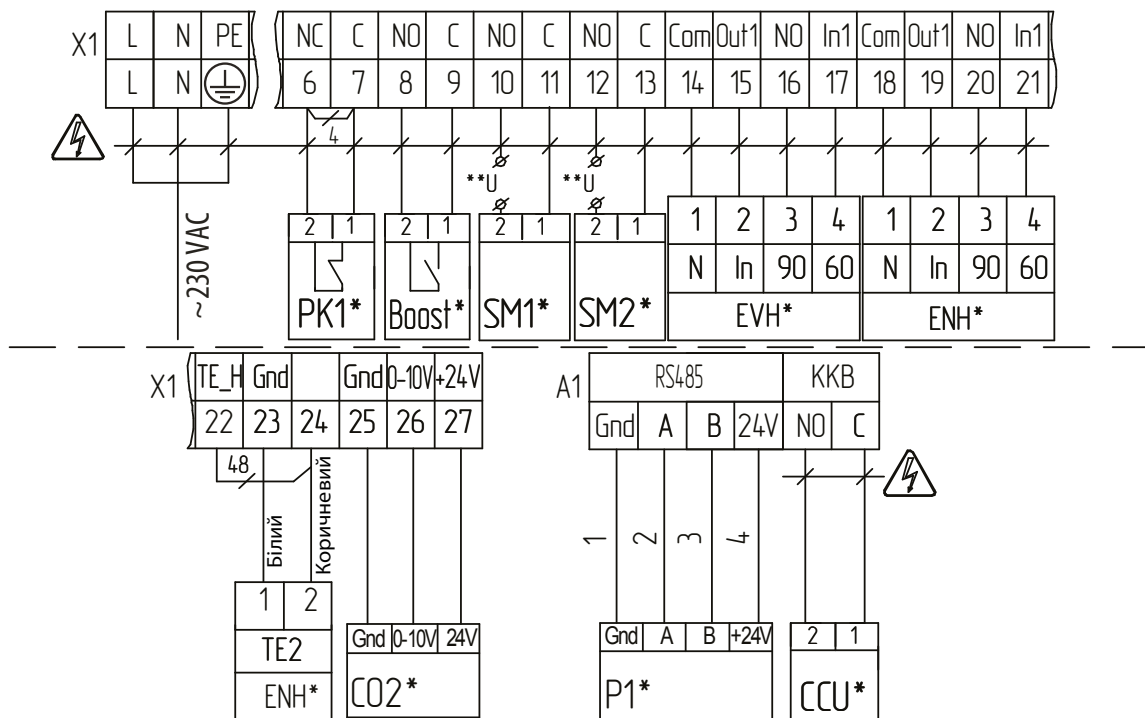 X1
L N PE NC C NO C NO C NO C Com Out1 NO In1 Com Out1 NO In1
L N 6 7 8 9 10 11 12 13 14 15 16 17 18 19 20 21
4
**U **U
~230 VAC
2 1 2 1 2 1 2 1 1 2 3 4 1 2 3 4
N In 90 60 N In 90 60
PK1* Boost* SM1* SM2* EVH* ENH*
X1
TE_H Gnd Gnd 0-10V +24V
22 23 24 25 26 27
48
Білий
Коричневий
1 2
TE2
ENH*
Gnd 0-10V 24V
CO2*
A1
RS485 KKB
Gnd A B 24V NO C
1 2 3 4
Gnd A B +24V
P1*
2 1
CCU*